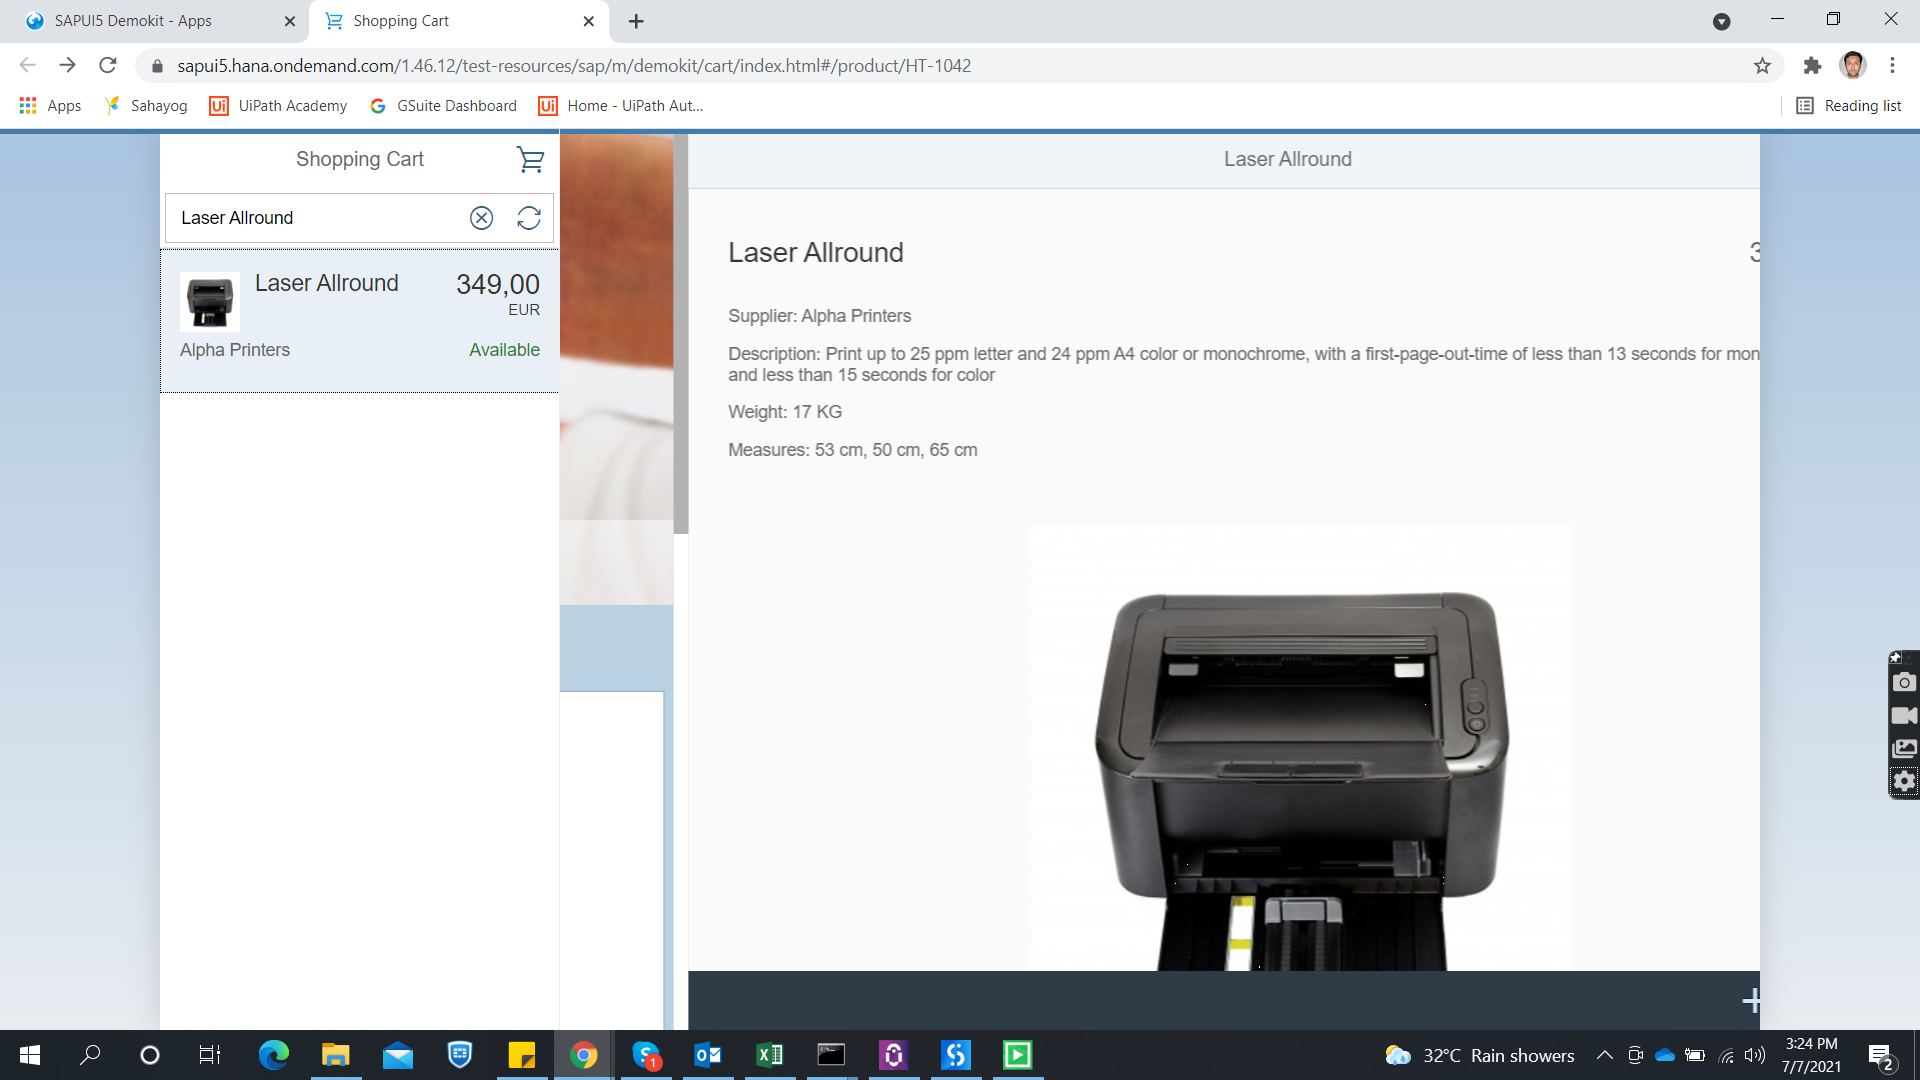 SAPUI5 Demokit - Apps
Shopping Cart
sapui5.hana.ondemand.com/1.46.12/test-resources/sap/m/demokit/cart/index.html#/product/HT-1042
Apps
Sahayog
UiPath Academy
GSuite Dashboard
Home - UiPath Aut...
Reading list
Shopping Cart
Laser Allround
Laser Allround
349,00
EUR
Alpha Printers
Available
Laser Allround
Laser Allround
3
Supplier: Alpha Printers
Description: Print up to 25 ppm letter and 24 ppm A4 color or monochrome, with a first-page-out-time of less than 13 seconds for mon
and less than 15 seconds for color
Weight: 17 KG
Measures: 53 cm, 50 cm, 65 cm
32°C Rain showers
3:24 PM
7/7/2021
2
1